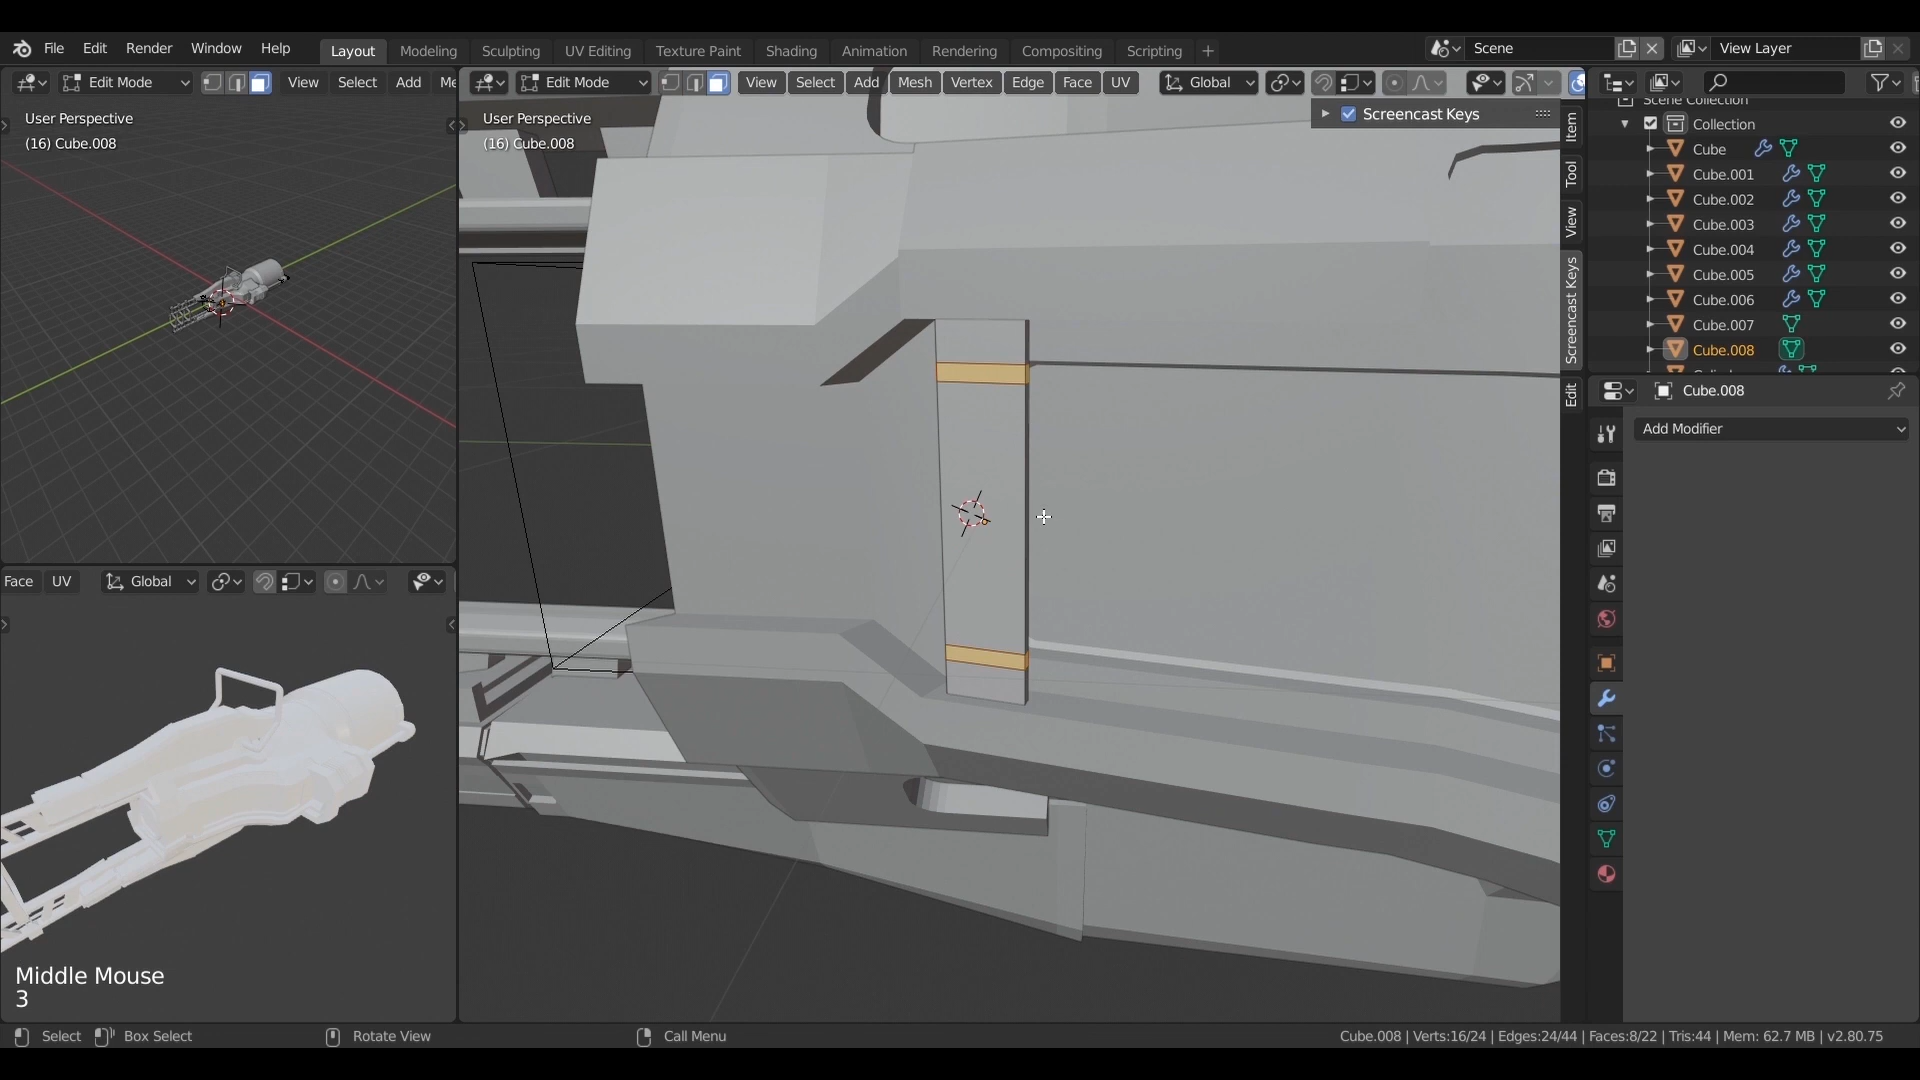 File Edit Render Window Help Layout Modeling Sculpting UV Editing Texture Paint Shading Animation Rendering Compositing Scripting + Scene View Layer
Edit Mode View Select Add Me
Edit Mode View Select Add Mesh Vertex Edge Face UV Global
User Perspective
(16) Cube.008
User Perspective
(16) Cube.008
Screencast Keys
Item
Tool
View
Screencast Keys
Edit
Scene Collection
Collection
Cube
Cube.001
Cube.002
Cube.003
Cube.004
Cube.005
Cube.006
Cube.007
Cube.008
Cube.008
Add Modifier
Face UV Global
Middle Mouse
3
Select Box Select Rotate View Call Menu Cube.008 | Verts:16/24 | Edges:24/44 | Faces:8/22 | Tris:44 | Mem: 62.7 MB | v2.80.75